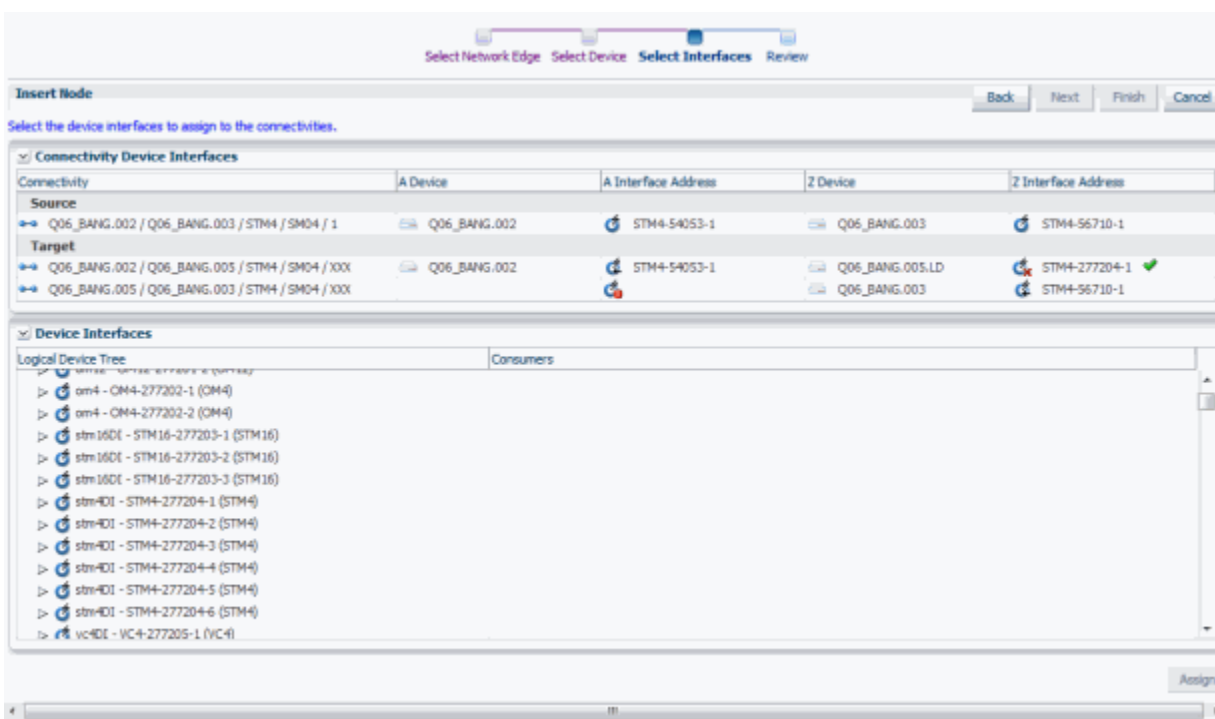 Select Network Edge Select Device Select Interfaces Review
Insert Node
Back Next Finish Cancel
Select the device interfaces to assign to the connectivities.
Connectivity Device Interfaces
Connectivity A Device A Interface Address Z Device Z Interface Address
Source
Q06_BANG.002 / Q06_BANG.003 / STM4 / SM04 / 1 Q06_BANG.002 STM4-54053-1 Q06_BANG.003 STM4-56710-1
Target
Q06_BANG.002 / Q06_BANG.005 / STM4 / SM04 / XXX Q06_BANG.002 STM4-54053-1 Q06_BANG.005.LD STM4-277204-1
Q06_BANG.005 / Q06_BANG.003 / STM4 / SM04 / XXX Q06_BANG.003 STM4-56710-1
Device Interfaces
Logical Device Tree Consumers
om12 - OM12-277201-2 (OM12)
om4 - OM4-277202-1 (OM4)
om4 - OM4-277202-2 (OM4)
stm16DI - STM16-277203-1 (STM16)
stm16DI - STM16-277203-2 (STM16)
stm16DI - STM16-277203-3 (STM16)
stm4DI - STM4-277204-1 (STM4)
stm4DI - STM4-277204-2 (STM4)
stm4DI - STM4-277204-3 (STM4)
stm4DI - STM4-277204-4 (STM4)
stm4DI - STM4-277204-5 (STM4)
stm4DI - STM4-277204-6 (STM4)
vc4DI - VC4-277205-1 (VC4)
Assign